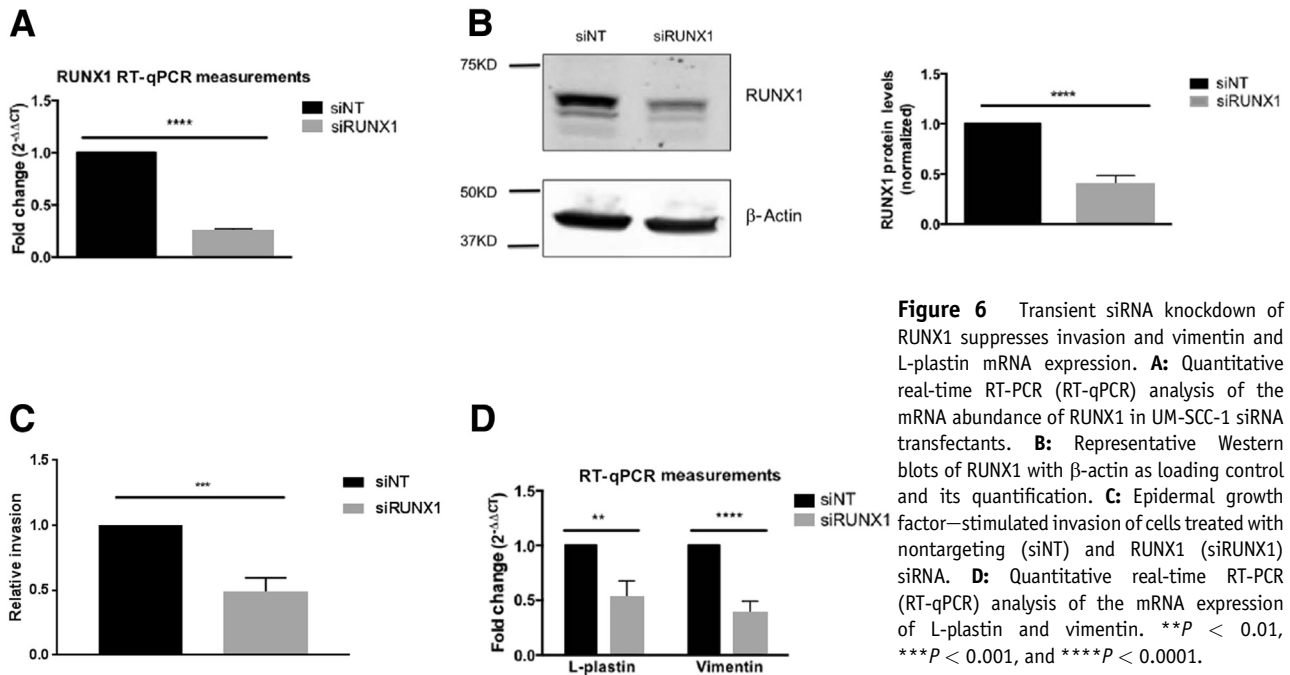 A
RUNX1 RT-qPCR measurements
Fold change (2-ΔΔCT)
1.5
1.0
0.5
0.0
****
siNT
siRUNX1
B
siNT
siRUNX1
75KD
RUNX1
50KD
β-Actin
37KD
RUNX1 protein levels
(normalized)
1.5
1.0
0.5
0.0
****
siNT
siRUNX1
C
Relative invasion
1.5
1.0
0.5
0.0
***
siNT
siRUNX1
D
RT-qPCR measurements
Fold change (2-ΔΔCT)
1.5
1.0
0.5
0.0
**
****
siNT
siRUNX1
L-plastin
Vimentin
Figure 6 Transient siRNA knockdown of
RUNX1 suppresses invasion and vimentin and
L-plastin mRNA expression. A: Quantitative
real-time RT-PCR (RT-qPCR) analysis of the
mRNA abundance of RUNX1 in UM-SCC-1 siRNA
transfectants. B: Representative Western
blots of RUNX1 with β-actin as loading control
and its quantification. C: Epidermal growth
factor—stimulated invasion of cells treated with
nontargeting (siNT) and RUNX1 (siRUNX1)
siRNA. D: Quantitative real-time RT-PCR
(RT-qPCR) analysis of the mRNA expression
of L-plastin and vimentin. **P < 0.01,
***P < 0.001, and ****P < 0.0001.